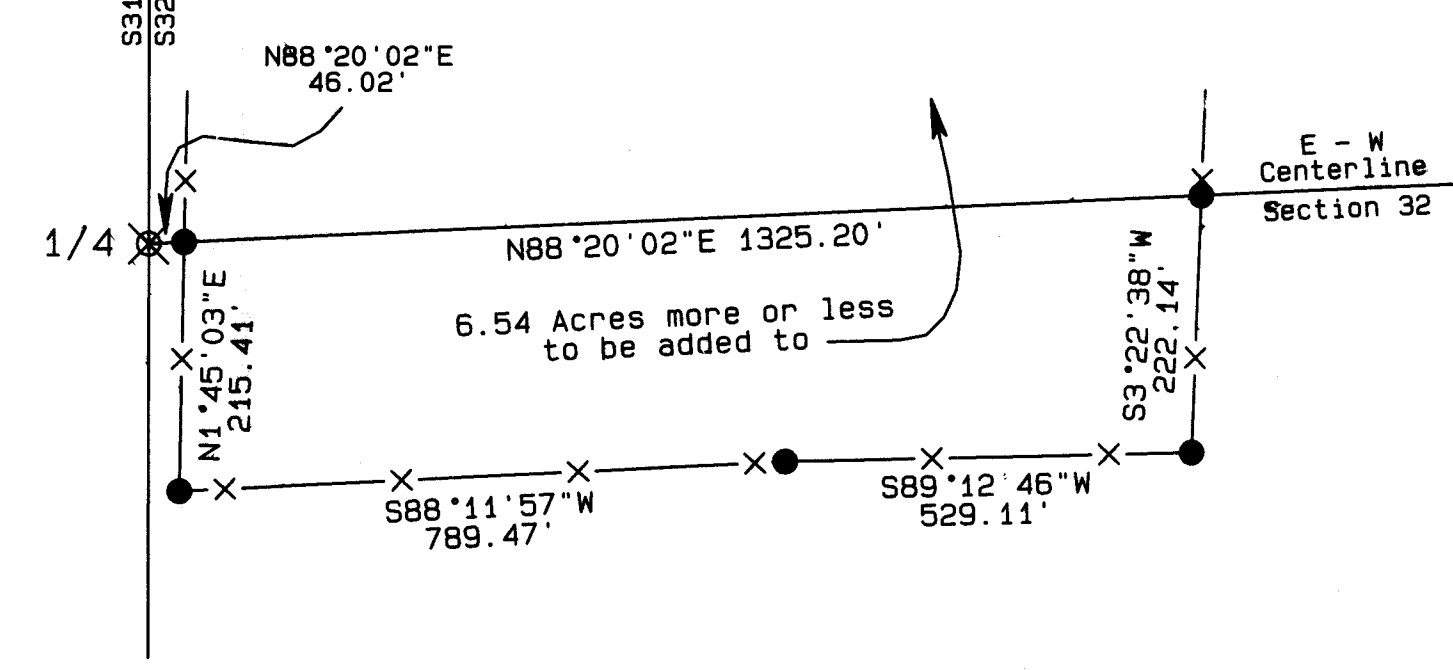 S31
S32
N88°20'02"E
46.02'
E - W
Centerline
Section 32
1/4
N88°20'02"E 1325.20'
N1°45'03"E
215.41'
6.54 Acres more or less
to be added to
S3°22'38"W
222.14'
S88°11'57"W
789.47'
S89°12'46"W
529.11'